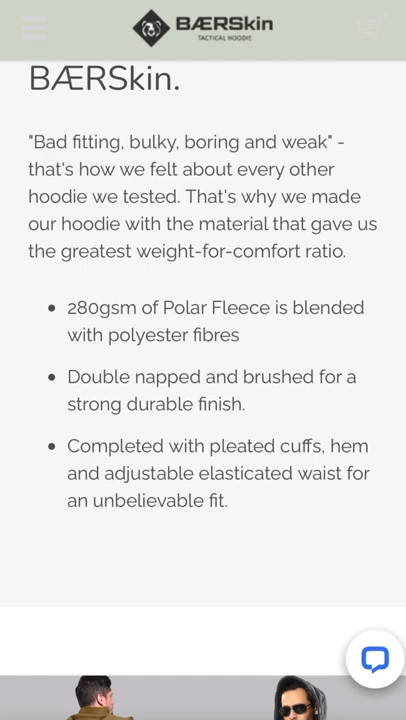 BÆRSkin
TACTICAL HOODIE
BÆRSkin.
"Bad fitting, bulky, boring and weak" -
that's how we felt about every other
hoodie we tested. That's why we made
our hoodie with the material that gave us
the greatest weight-for-comfort ratio.
• 280gsm of Polar Fleece is blended
with polyester fibres
• Double napped and brushed for a
strong durable finish.
• Completed with pleated cuffs, hem
and adjustable elasticated waist for
an unbelievable fit.